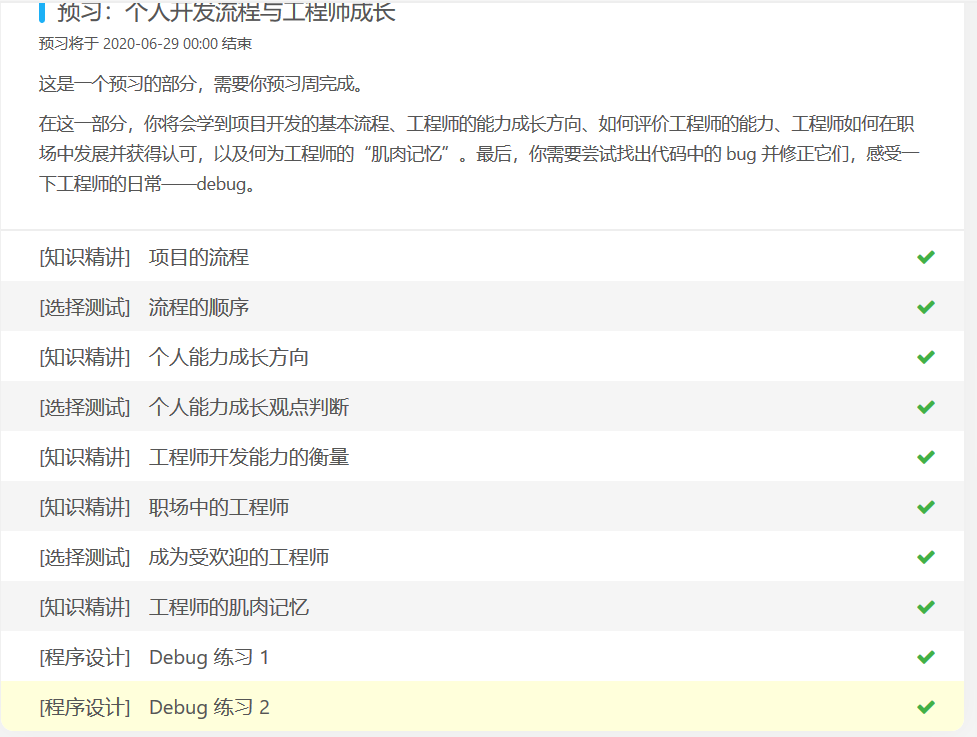 预习：个人开发流程与工程师成长
预习将于 2020-06-29 00:00 结束
这是一个预习的部分，需要你预习周完成。
在这一部分，你将会学到项目开发的基本流程、工程师的能力成长方向、如何评价工程师的能力、工程师如何在职
场中发展并获得认可，以及何为工程师的“肌肉记忆”。最后，你需要尝试找出代码中的 bug 并修正它们，感受一
下工程师的日常——debug。
[知识精讲] 项目的流程
[选择测试] 流程的顺序
[知识精讲] 个人能力成长方向
[选择测试] 个人能力成长观点判断
[知识精讲] 工程师开发能力的衡量
[知识精讲] 职场中的工程师
[选择测试] 成为受欢迎的工程师
[知识精讲] 工程师的肌肉记忆
[程序设计] Debug 练习 1
[程序设计] Debug 练习 2